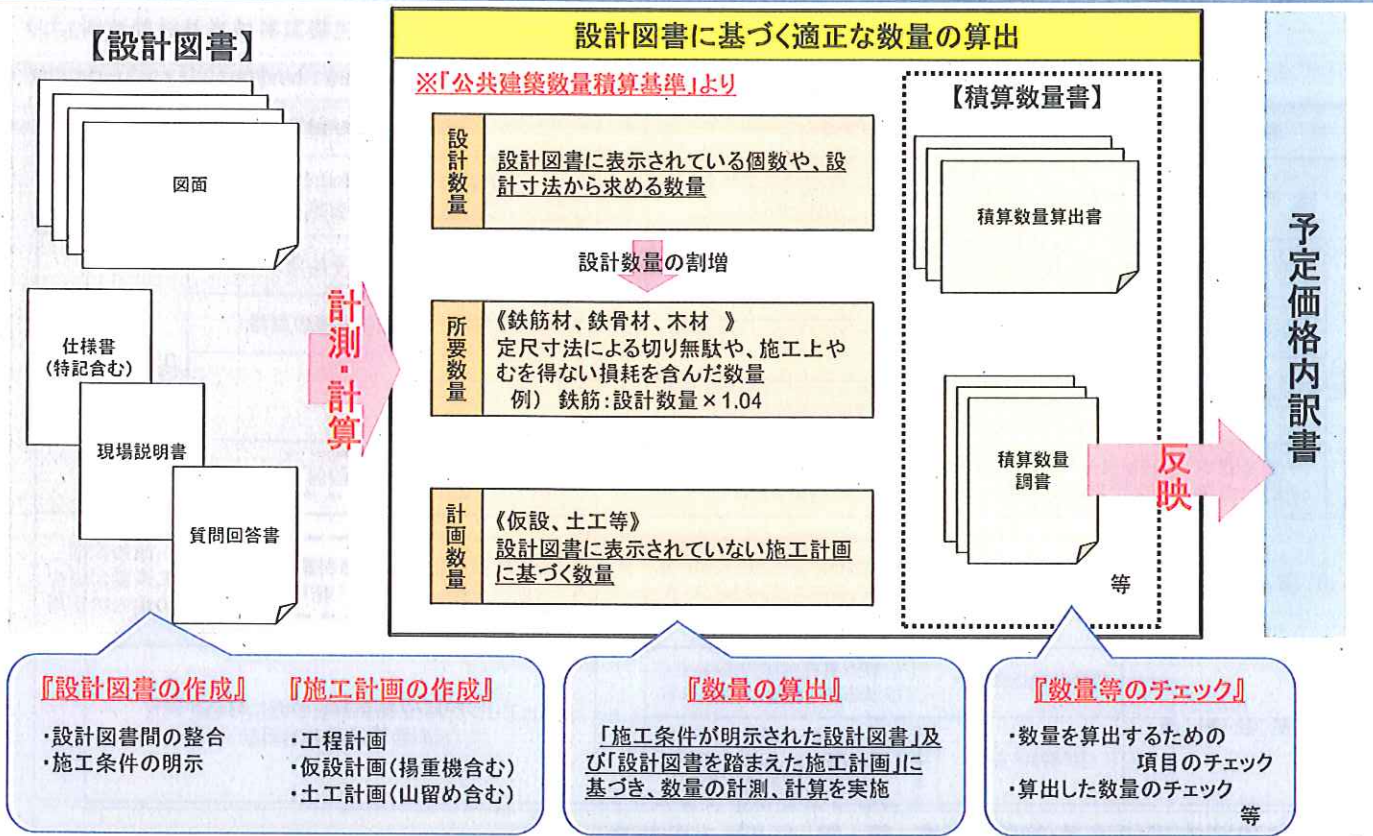 【設計図書】
図面
仕様書
(特記含む)
現場説明書
質問回答書
計測・計算
設計図書に基づく適正な数量の算出
※「公共建築数量積算基準」より
設計数量
設計図書に表示されている個数や、設
計寸法から求める数量
設計数量の割増
所要数量
《鉄筋材、鉄骨材、木材 》
定尺寸法による切り無駄や、施工上や
むを得ない損耗を含んだ数量
例) 鉄筋:設計数量×1.04
計画数量
《仮設、土工等》
設計図書に表示されていない施工計画
に基づく数量
【積算数量書】
積算数量算出書
積算数量
調書
等
反映
予定価格内訳書
『設計図書の作成』
・設計図書間の整合
・施工条件の明示
『施工計画の作成』
・工程計画
・仮設計画(揚重機含む)
・土工計画(山留め含む)
『数量の算出』
「施工条件が明示された設計図書」及
び「設計図書を踏まえた施工計画」に
基づき、数量の計測、計算を実施
『数量等のチェック』
・数量を算出するための
項目のチェック
・算出した数量のチェック
等